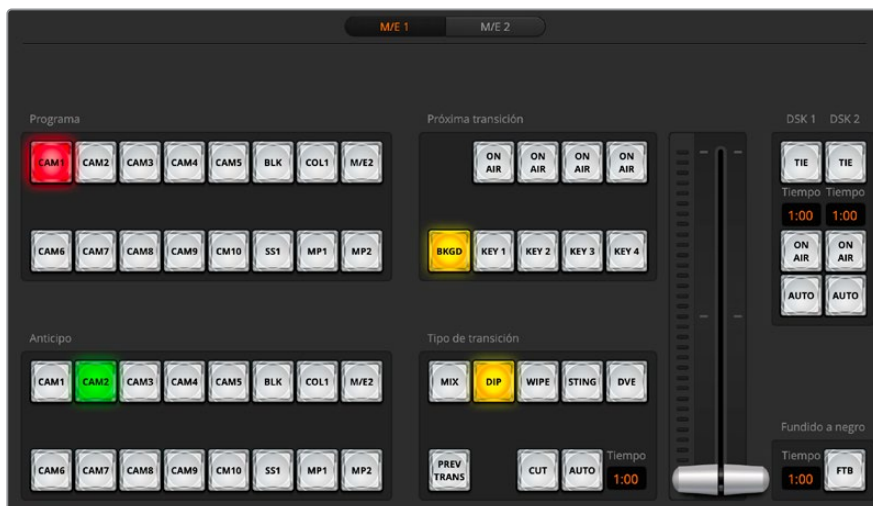 M/E 1 M/E 2
Programa
CAM1 CAM2 CAM3 CAM4 CAM5 BLK COL1 M/E2
CAM6 CAM7 CAM8 CAM9 CM10 SS1 MP1 MP2
Próxima transición
ON AIR ON AIR ON AIR ON AIR
BKGD KEY 1 KEY 2 KEY 3 KEY 4
DSK 1 DSK 2
TIE TIE
Tiempo Tiempo
1:00 1:00
ON AIR ON AIR
AUTO AUTO
Anticipo
CAM1 CAM2 CAM3 CAM4 CAM5 BLK COL1 M/E2
CAM6 CAM7 CAM8 CAM9 CM10 SS1 MP1 MP2
Tipo de transición
MIX DIP WIPE STING DVE
PREV TRANS CUT AUTO
Tiempo
1:00
Fundido a negro
Tiempo
1:00 FTB